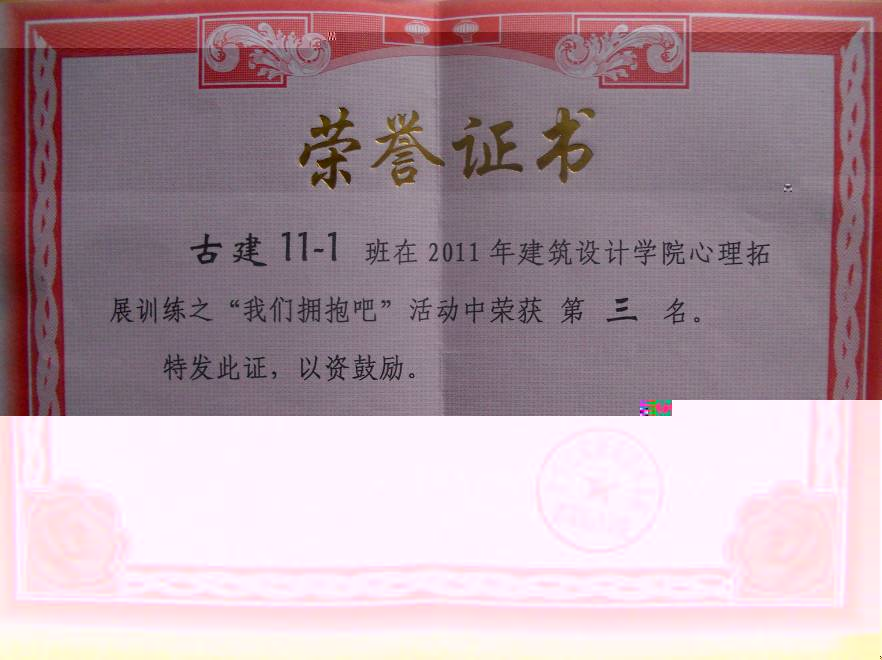 荣誉证书
古建 11-1 班在 2011 年建筑设计学院心理拓
展训练之“我们拥抱吧”活动中荣获 第 三 名。
特发此证，以资鼓励。